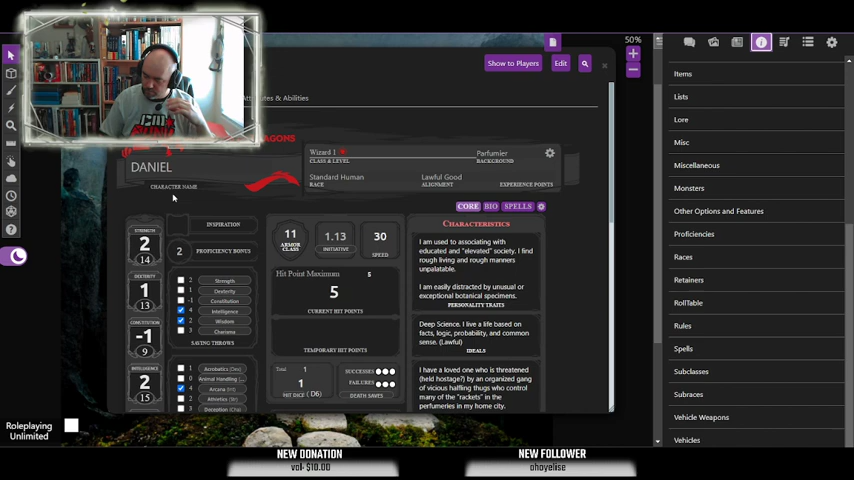 50%
Show to Players
Edit
Attributes & Abilities
DANIEL
CHARACTER NAME
Wizard 1
CLASS & LEVEL
Parfumier
BACKGROUND
Standard Human
RACE
Lawful Good
ALIGNMENT
EXPERIENCE POINTS
CORE
BIO
SPELLS
STRENGTH
2
14
DEXTERITY
1
13
CONSTITUTION
-1
9
INTELLIGENCE
2
15
INSPIRATION
2
PROFICIENCY BONUS
2 Strength
1 Dexterity
-1 Constitution
4 Intelligence
2 Wisdom
3 Charisma
SAVING THROWS
1 Acrobatics (Dex)
0 Animal Handling (
4 Arcana (Int)
2 Athletics (Str)
Deception (Cha)
11
ARMOR CLASS
1.13
INITIATIVE
30
SPEED
Hit Point Maximum 5
5
CURRENT HIT POINTS
TEMPORARY HIT POINTS
Total 1
1
HIT DICE (D6)
SUCCESSES
FAILURES
DEATH SAVES
CHARACTERISTICS
I am used to associating with
educated and "elevated" society. I find
rough living and rough manners
unpalatable.
I am easily distracted by unusual or
exceptional botanical specimens.
PERSONALITY TRAITS
Deep Science. I live a life based on
facts, logic, probability, and common
sense. (Lawful)
IDEALS
I have a loved one who is threatened
(held hostage?) by an organized gang
of vicious halfling thugs who control
many of the "rackets" in the
perfumeries in my home city.
Items
Lists
Lore
Misc
Miscellaneous
Monsters
Other Options and Features
Proficiencies
Races
Retainers
RollTable
Rules
Spells
Subclasses
Subraces
Vehicle Weapons
Vehicles
Roleplaying
Unlimited
NEW DONATION
vol- $10.00
NEW FOLLOWER
ahoyelise